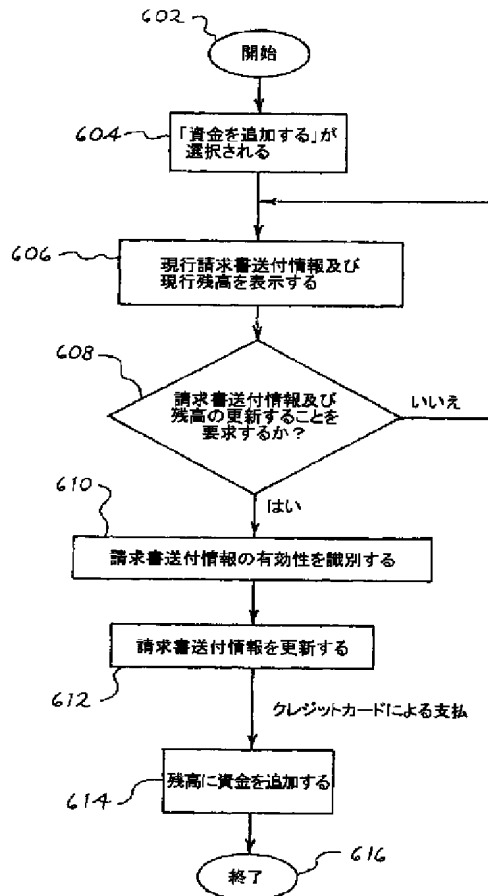 602
開始
604
「資金を追加する」が
選択される
606
現行請求書送付情報及び
現行残高を表示する
608
請求書送付情報及び
残高の更新することを
要求するか？
いいえ
はい
610
請求書送付情報の有効性を識別する
請求書送付情報を更新する
612
クレジットカードによる支払
残高に資金を追加する
614
終了
616